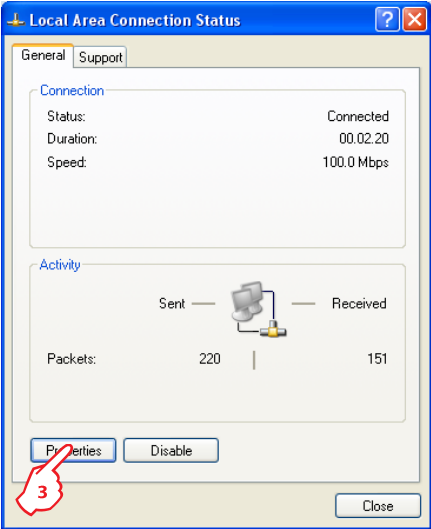 Local Area Connection Status
General Support
Connection
Status: Connected
Duration: 00.02.20
Speed: 100.0 Mbps
Activity
Sent — — Received
Packets: 220 | 151
Properties Disable
3
Close